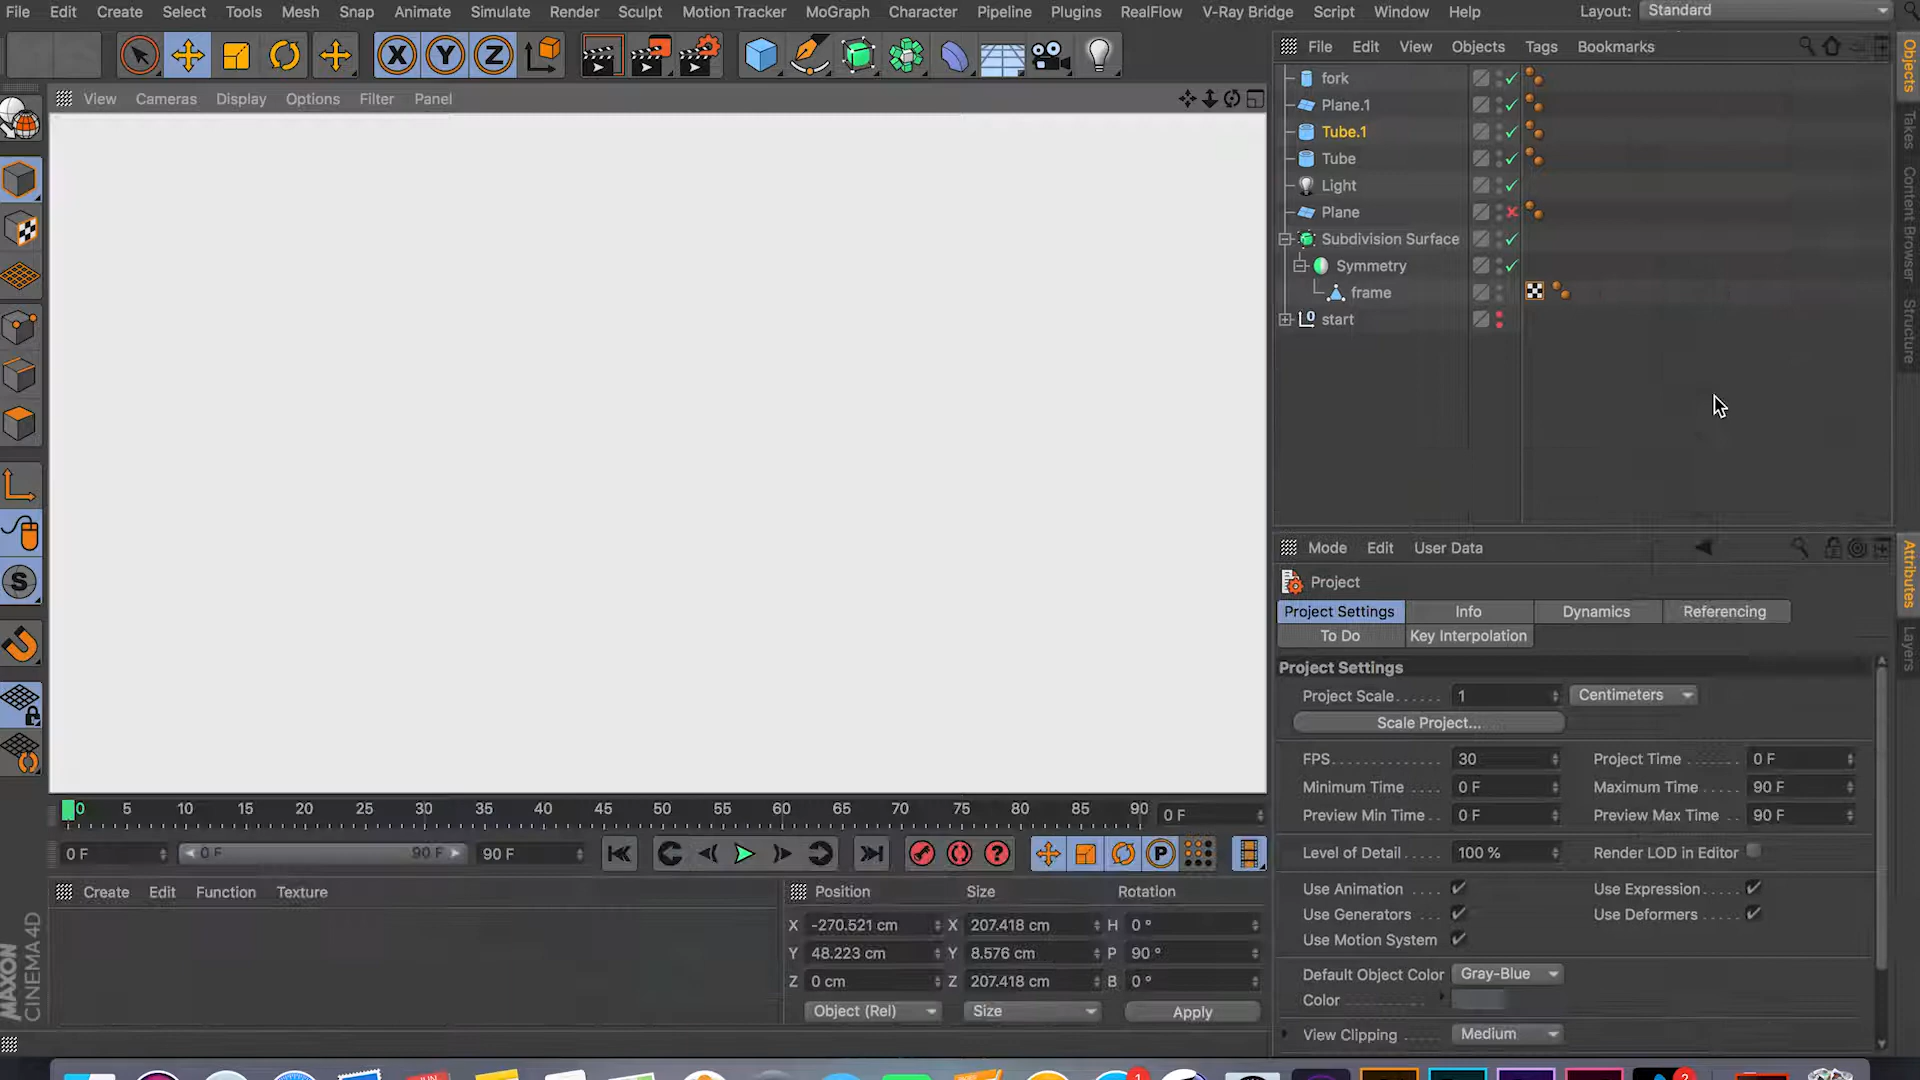 File Edit Create Select Tools Mesh Snap Animate Simulate Render Sculpt Motion Tracker MoGraph Character Pipeline Plugins RealFlow V-Ray Bridge Script Window Help Layout: Standard
X Y Z
File Edit View Objects Tags Bookmarks
View Cameras Display Options Filter Panel
fork
Plane.1
Tube.1
Tube
Light
Plane
Subdivision Surface
Symmetry
frame
0 start
Objects
Takes
Content Browser
Structure
S
Mode Edit User Data
Project
Project Settings Info Dynamics Referencing
To Do Key Interpolation
Attributes
Layers
Project Settings
Project Scale 1 Centimeters
Scale Project...
FPS 30 Project Time 0 F
Minimum Time 0 F Maximum Time 90 F
Preview Min Time 0 F Preview Max Time 90 F
Level of Detail 100 % Render LOD in Editor
Use Animation Use Expression
Use Generators Use Deformers
Use Motion System
Default Object Color Gray-Blue
Color
View Clipping Medium
0 5 10 15 20 25 30 35 40 45 50 55 60 65 70 75 80 85 90 0 F
0 F 0 F 90 F 90 F ? P
Create Edit Function Texture
Position Size Rotation
X -270.521 cm X 207.418 cm H 0 °
Y 48.223 cm Y 8.576 cm P 90 °
Z 0 cm Z 207.418 cm B 0 °
Object (Rel) Size Apply
MAXON
CINEMA 4D
JUN 1 2